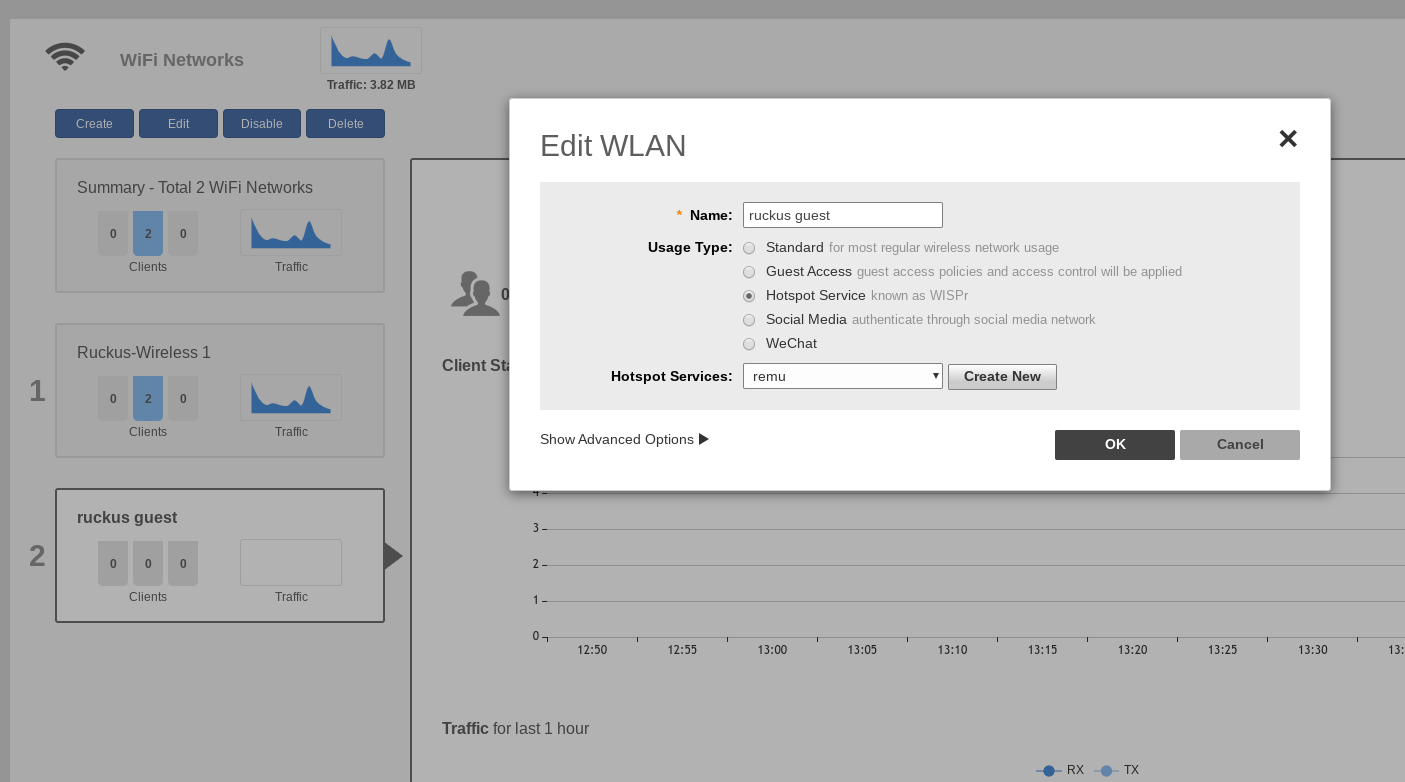 WiFi Networks
Traffic: 3.82 MB
Create Edit Disable Delete
Summary - Total 2 WiFi Networks
0 2 0
Clients Traffic
1
Ruckus-Wireless 1
0 2 0
Clients Traffic
2
ruckus guest
0 0 0
Clients Traffic
Edit WLAN
* Name: ruckus guest
Usage Type: Standard for most regular wireless network usage
Guest Access guest access policies and access control will be applied
Hotspot Service known as WISPr
Social Media authenticate through social media network
WeChat
Hotspot Services: remu Create New
Show Advanced Options
OK Cancel
0
Client Sta
4
3
2
1
0
12:50 12:55 13:00 13:05 13:10 13:15 13:20 13:25 13:30 13:
Traffic for last 1 hour
RX TX